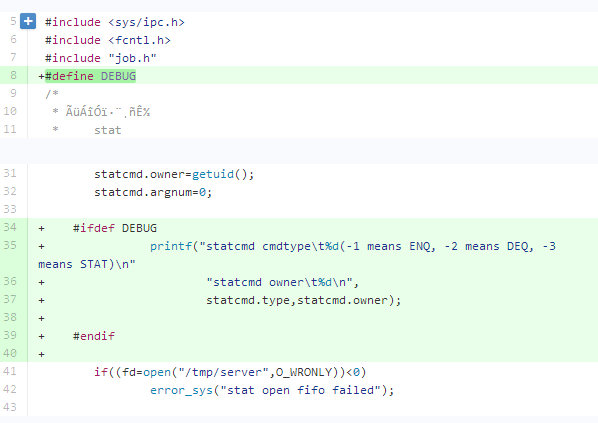 5 #include <sys/ipc.h>
6 #include <fcntl.h>
7 #include "job.h"
8 +#define DEBUG
9 /*
10 * ÃüÁîÓï·¨¸ñÊ½
11 * stat
31 statcmd.owner=getuid();
32 statcmd.argnum=0;
33
34 + #ifdef DEBUG
35 + printf("statcmd cmdtype\t%d(-1 means ENQ, -2 means DEQ, -3
means STAT)\n"
36 + "statcmd owner\t%d\n",
37 + statcmd.type,statcmd.owner);
38 +
39 + #endif
40 +
41 if((fd=open("/tmp/server",O_WRONLY))<0)
42 error_sys("stat open fifo failed");
43